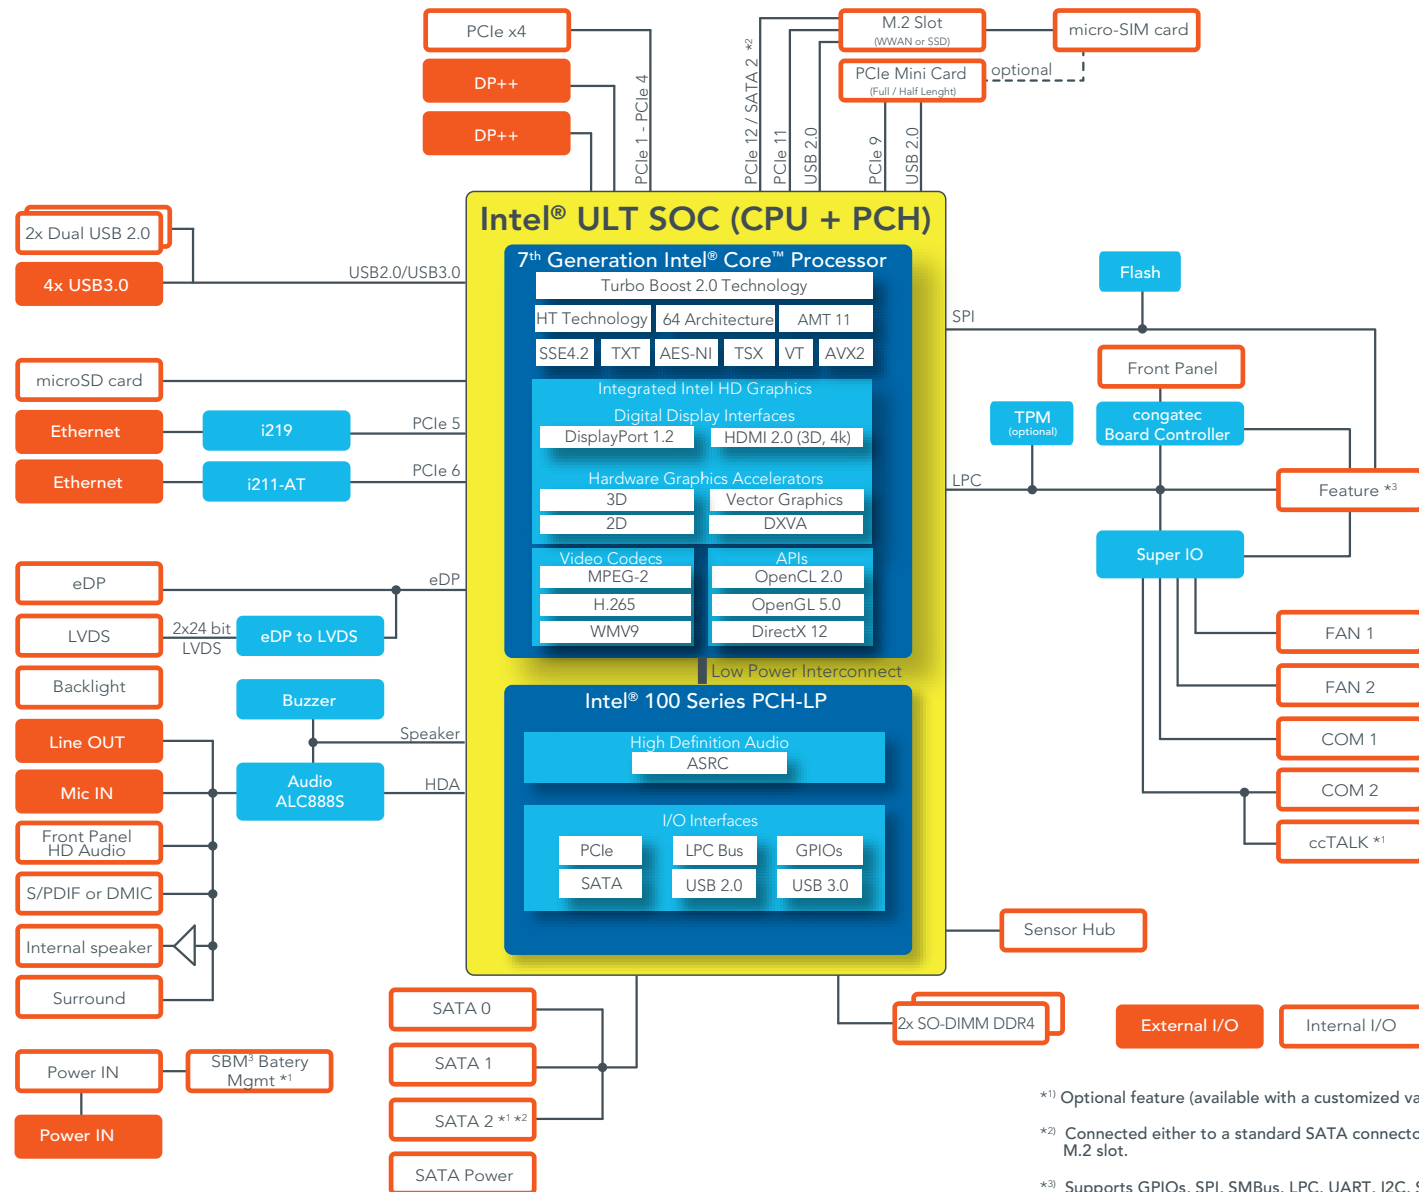 PCIe x4
DP++
DP++
PCIe 1 - PCIe 4
PCIe 12 / SATA 2 *2
PCIe 11
USB 2.0
PCIe 9
USB 2.0
M.2 Slot
(WWAN or SSD)
micro-SIM card
PCIe Mini Card
(Full / Half Lenght)
optional
2x Dual USB 2.0
4x USB3.0
USB2.0/USB3.0
microSD card
Ethernet
i219
PCIe 5
Ethernet
i211-AT
PCIe 6
eDP
eDP
LVDS
2x24 bit
LVDS
eDP to LVDS
Backlight
Buzzer
Line OUT
Speaker
Mic IN
Audio
ALC888S
HDA
Front Panel
HD Audio
S/PDIF or DMIC
Internal speaker
Surround
Power IN
SBM³ Batery
Mgmt *1
Power IN
Intel® ULT SOC (CPU + PCH)
7th Generation Intel® Core™ Processor
Turbo Boost 2.0 Technology
HT Technology
64 Architecture
AMT 11
SSE4.2
TXT
AES-NI
TSX
VT
AVX2
Integrated Intel HD Graphics
Digital Display Interfaces
DisplayPort 1.2
HDMI 2.0 (3D, 4k)
Hardware Graphics Accelerators
3D
Vector Graphics
2D
DXVA
Video Codecs
MPEG-2
H.265
WMV9
APIs
OpenCL 2.0
OpenGL 5.0
DirectX 12
Low Power Interconnect
Intel® 100 Series PCH-LP
High Definition Audio
ASRC
I/O Interfaces
PCIe
LPC Bus
GPIOs
SATA
USB 2.0
USB 3.0
SATA 0
SATA 1
SATA 2 *1 *2
SATA Power
SPI
Flash
Front Panel
TPM
(optional)
congatec
Board Controller
LPC
Feature *3
Super IO
FAN 1
FAN 2
COM 1
COM 2
ccTALK *1
Sensor Hub
2x SO-DIMM DDR4
External I/O
Internal I/O
*1) Optional feature (available with a customized va
*2) Connected either to a standard SATA connecto
M.2 slot.
*3) Supports GPIOs, SPI, SMBus, LPC, UART, I2C, S